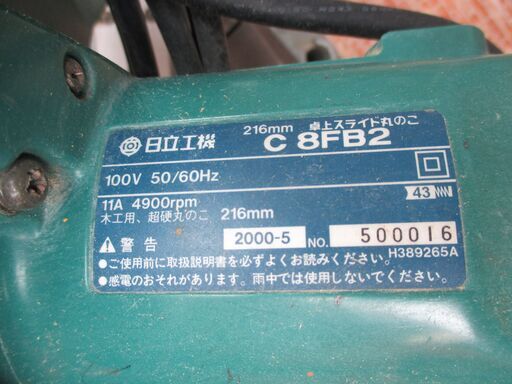 日立工機 216mm 卓上スライド丸のこ
C 8FB2
100V 50/60Hz
11A 4900rpm 43
木工用、超硬丸のこ 216mm
警告 2000-5 NO. 500016
●ご使用前に取扱説明書を必ずよくお読みください。 H389265A
●感電のおそれがあります。雨中では使用しないでください。